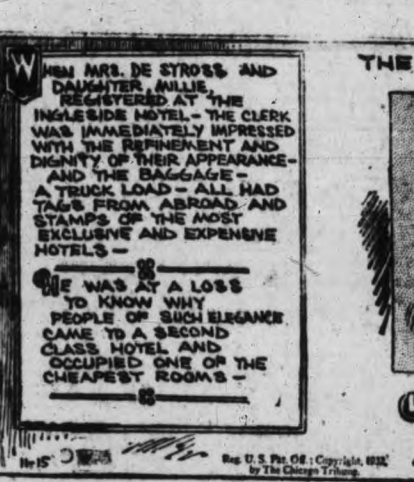 WHEN MRS. DE STROSS AND
DAUGHTER, MILLIE,
REGISTERED AT THE
INGLESIDE HOTEL - THE CLERK
WAS IMMEDIATELY IMPRESSED
WITH THE REFINEMENT AND
DIGNITY OF THEIR APPEARANCE -
AND THE BAGGAGE -
A TRUCK LOAD - ALL HAD
TAGS FROM ABROAD AND
STAMPS OF THE MOST
EXCLUSIVE AND EXPENSIVE
HOTELS -
HE WAS AT A LOSS
TO KNOW WHY
PEOPLE OF SUCH ELEGANCE
CAME TO A SECOND
CLASS HOTEL AND
OCCUPIED ONE OF THE
CHEAPEST ROOMS -
THE
Reg. U. S. Pat. Off.; Copyright, 1933,
by The Chicago Tribune.